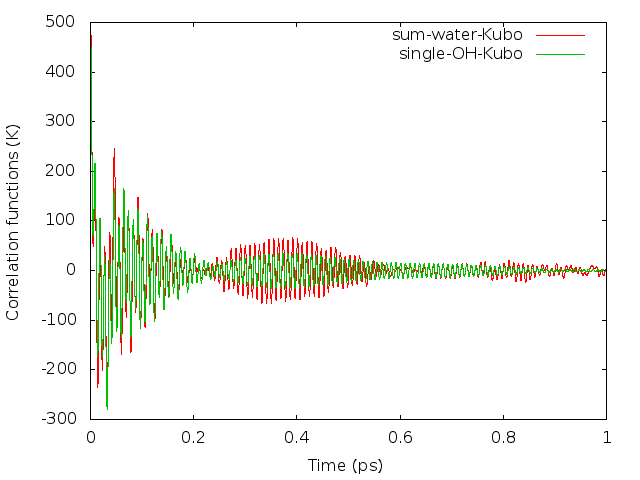 500
sum-water-Kubo
single-OH-Kubo
400
300
200
100
0
-100
-200
-300
Correlation functions (K)
0 0.2 0.4 0.6 0.8 1
Time (ps)